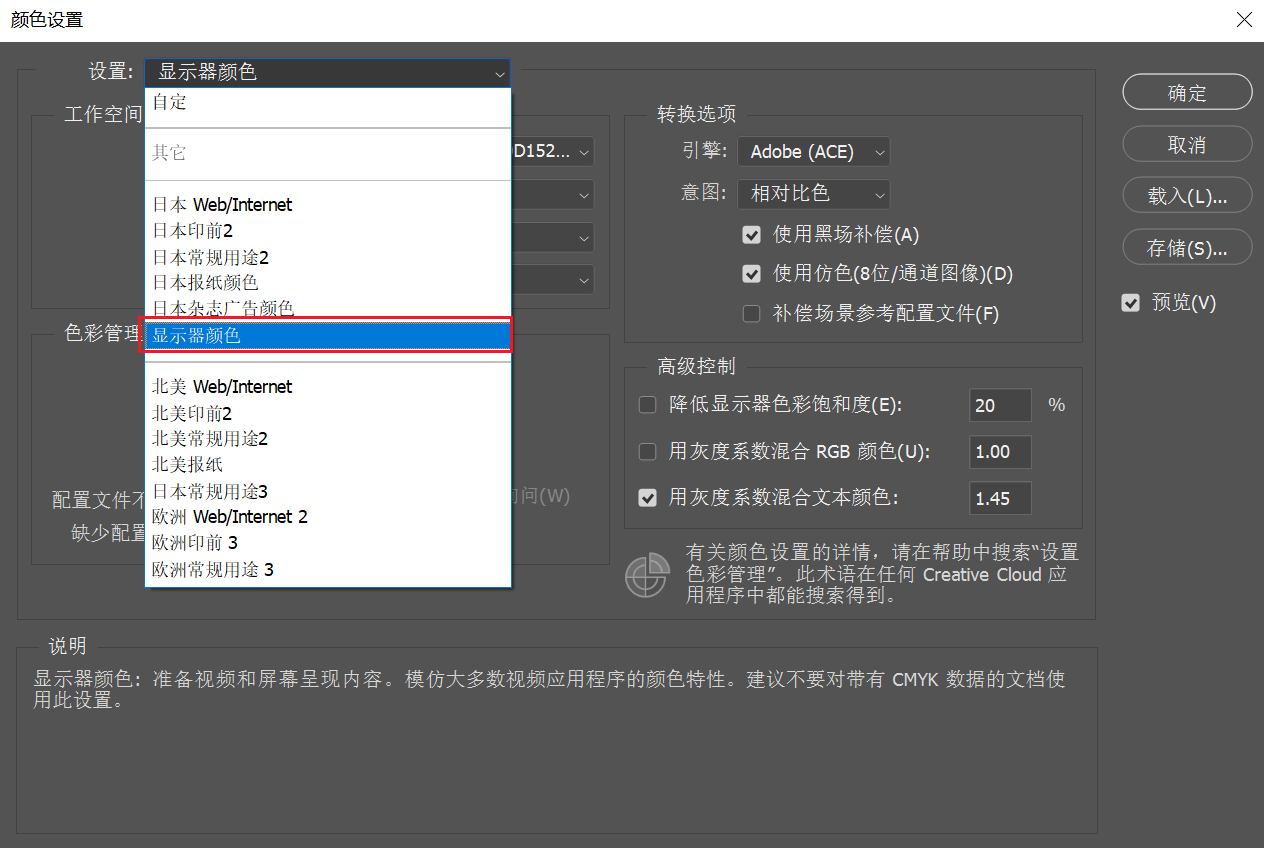 颜色设置
设置: 显示器颜色
自定
其它
日本 Web/Internet
日本印前2
日本常规用途2
日本报纸颜色
日本杂志广告颜色
显示器颜色
北美 Web/Internet
北美印前2
北美常规用途2
北美报纸
日本常规用途3
欧洲 Web/Internet 2
欧洲印前 3
欧洲常规用途 3
工作空间
D152...
色彩管理
配置文件不
问(W)
缺少配置
转换选项
引擎: Adobe (ACE)
意图: 相对比色
使用黑场补偿(A)
使用仿色(8位/通道图像)(D)
补偿场景参考配置文件(F)
高级控制
降低显示器色彩饱和度(E): 20 %
用灰度系数混合 RGB 颜色(U): 1.00
用灰度系数混合文本颜色: 1.45
有关颜色设置的详情，请在帮助中搜索“设置
色彩管理”。此术语在任何 Creative Cloud 应
用程序中都能搜索得到。
确定
取消
载入(L)...
存储(S)...
预览(V)
说明
显示器颜色: 准备视频和屏幕呈现内容。模仿大多数视频应用程序的颜色特性。建议不要对带有 CMYK 数据的文档使
用此设置。